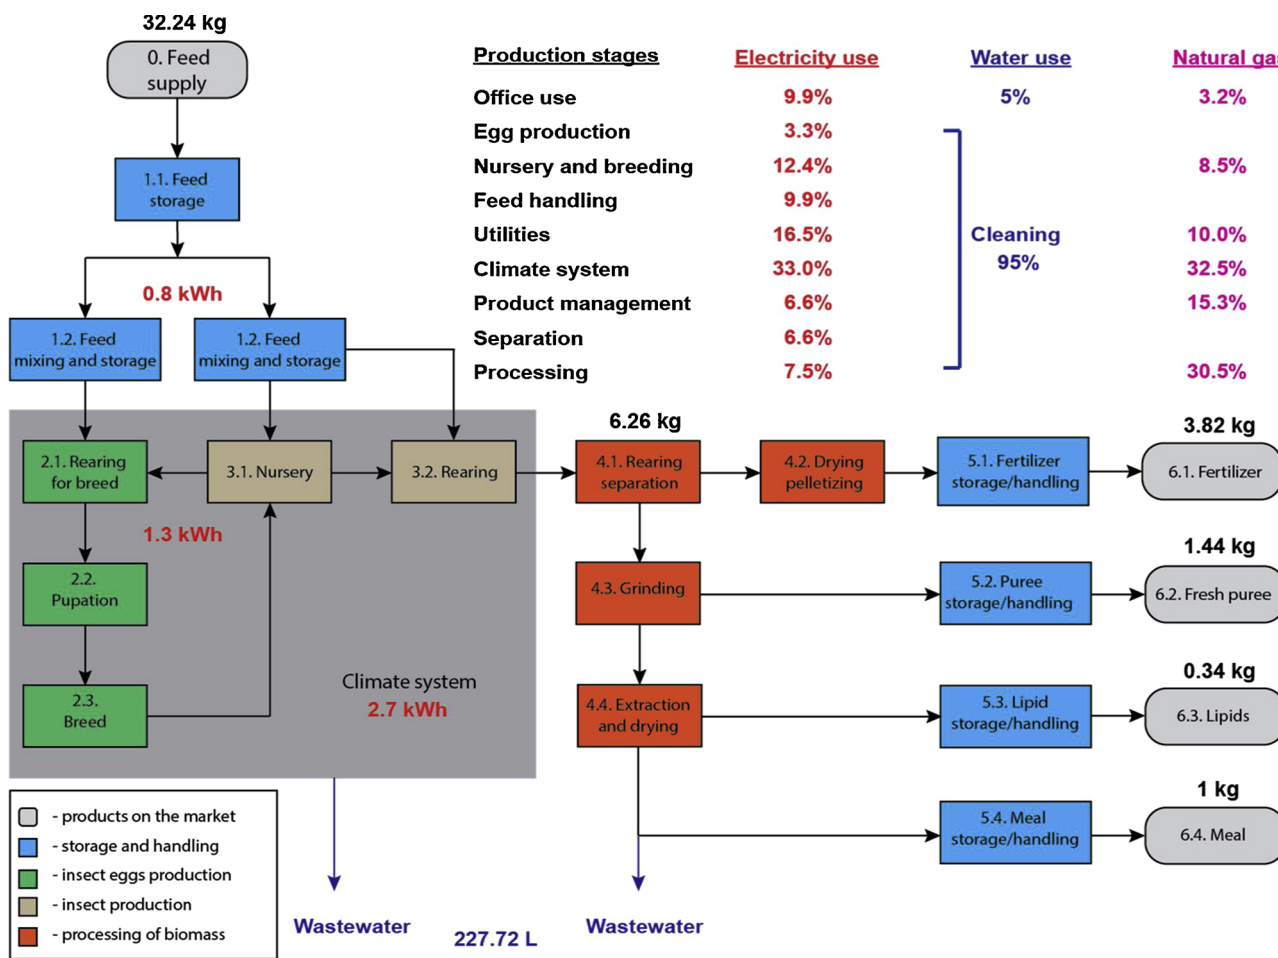 32.24 kg
0. Feed
supply
Production stages Electricity use Water use Natural gas
Office use 9.9% 5% 3.2%
Egg production 3.3%
Nursery and breeding 12.4% 8.5%
Feed handling 9.9%
Utilities 16.5% 10.0%
Cleaning
95%
Climate system 33.0% 32.5%
Product management 6.6% 15.3%
Separation 6.6%
Processing 7.5% 30.5%
1.1. Feed
storage
0.8 kWh
1.2. Feed
mixing and storage
1.2. Feed
mixing and storage
6.26 kg
3.82 kg
2.1. Rearing
for breed
3.1. Nursery
3.2. Rearing
4.1. Rearing
separation
4.2. Drying
pelletizing
5.1. Fertilizer
storage/handling
6.1. Fertilizer
1.3 kWh
1.44 kg
2.2.
Pupation
4.3. Grinding
5.2. Puree
storage/handling
6.2. Fresh puree
0.34 kg
2.3.
Breed
Climate system
2.7 kWh
4.4. Extraction
and drying
5.3. Lipid
storage/handling
6.3. Lipids
1 kg
5.4. Meal
storage/handling
6.4. Meal
- products on the market
- storage and handling
- insect eggs production
- insect production
- processing of biomass
Wastewater
227.72 L
Wastewater